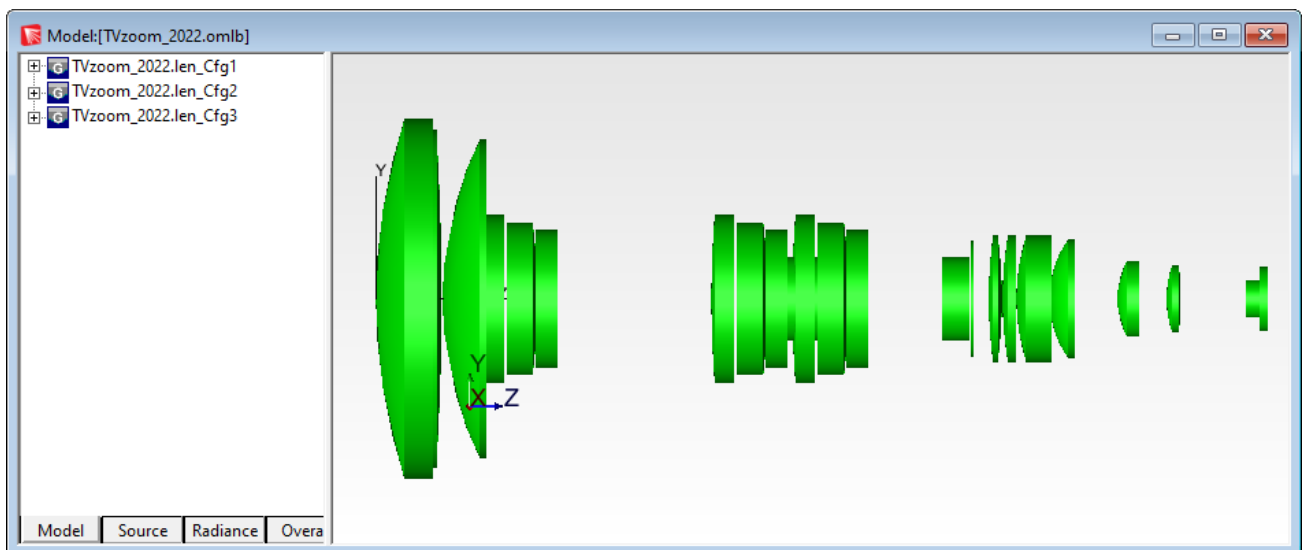 Model:[TVzoom_2022.omlb]
G TVzoom_2022.len_Cfg1
G TVzoom_2022.len_Cfg2
G TVzoom_2022.len_Cfg3
Y
Z
Y
X Z
Model Source Radiance Overa